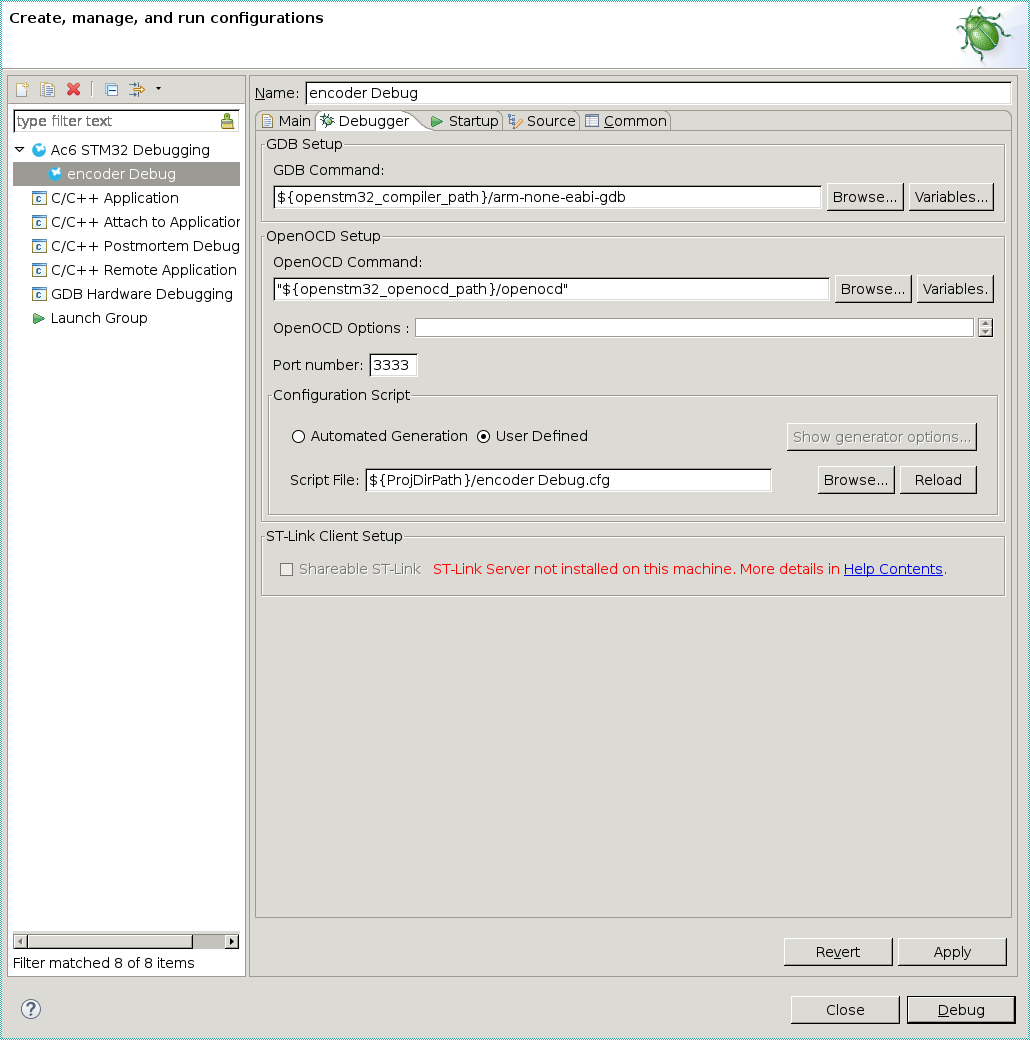 Create, manage, and run configurations
type filter text
Ac6 STM32 Debugging
encoder Debug
C/C++ Application
C/C++ Attach to Application
C/C++ Postmortem Debug
C/C++ Remote Application
GDB Hardware Debugging
Launch Group
Filter matched 8 of 8 items
Name: encoder Debug
Main Debugger Startup Source Common
GDB Setup
GDB Command:
${openstm32_compiler_path}/arm-none-eabi-gdb Browse... Variables...
OpenOCD Setup
OpenOCD Command:
"${openstm32_openocd_path}/openocd" Browse... Variables.
OpenOCD Options :
Port number: 3333
Configuration Script
Automated Generation User Defined Show generator options...
Script File: ${ProjDirPath}/encoder Debug.cfg Browse... Reload
ST-Link Client Setup
Shareable ST-Link ST-Link Server not installed on this machine. More details in Help Contents.
Revert Apply
? Close Debug